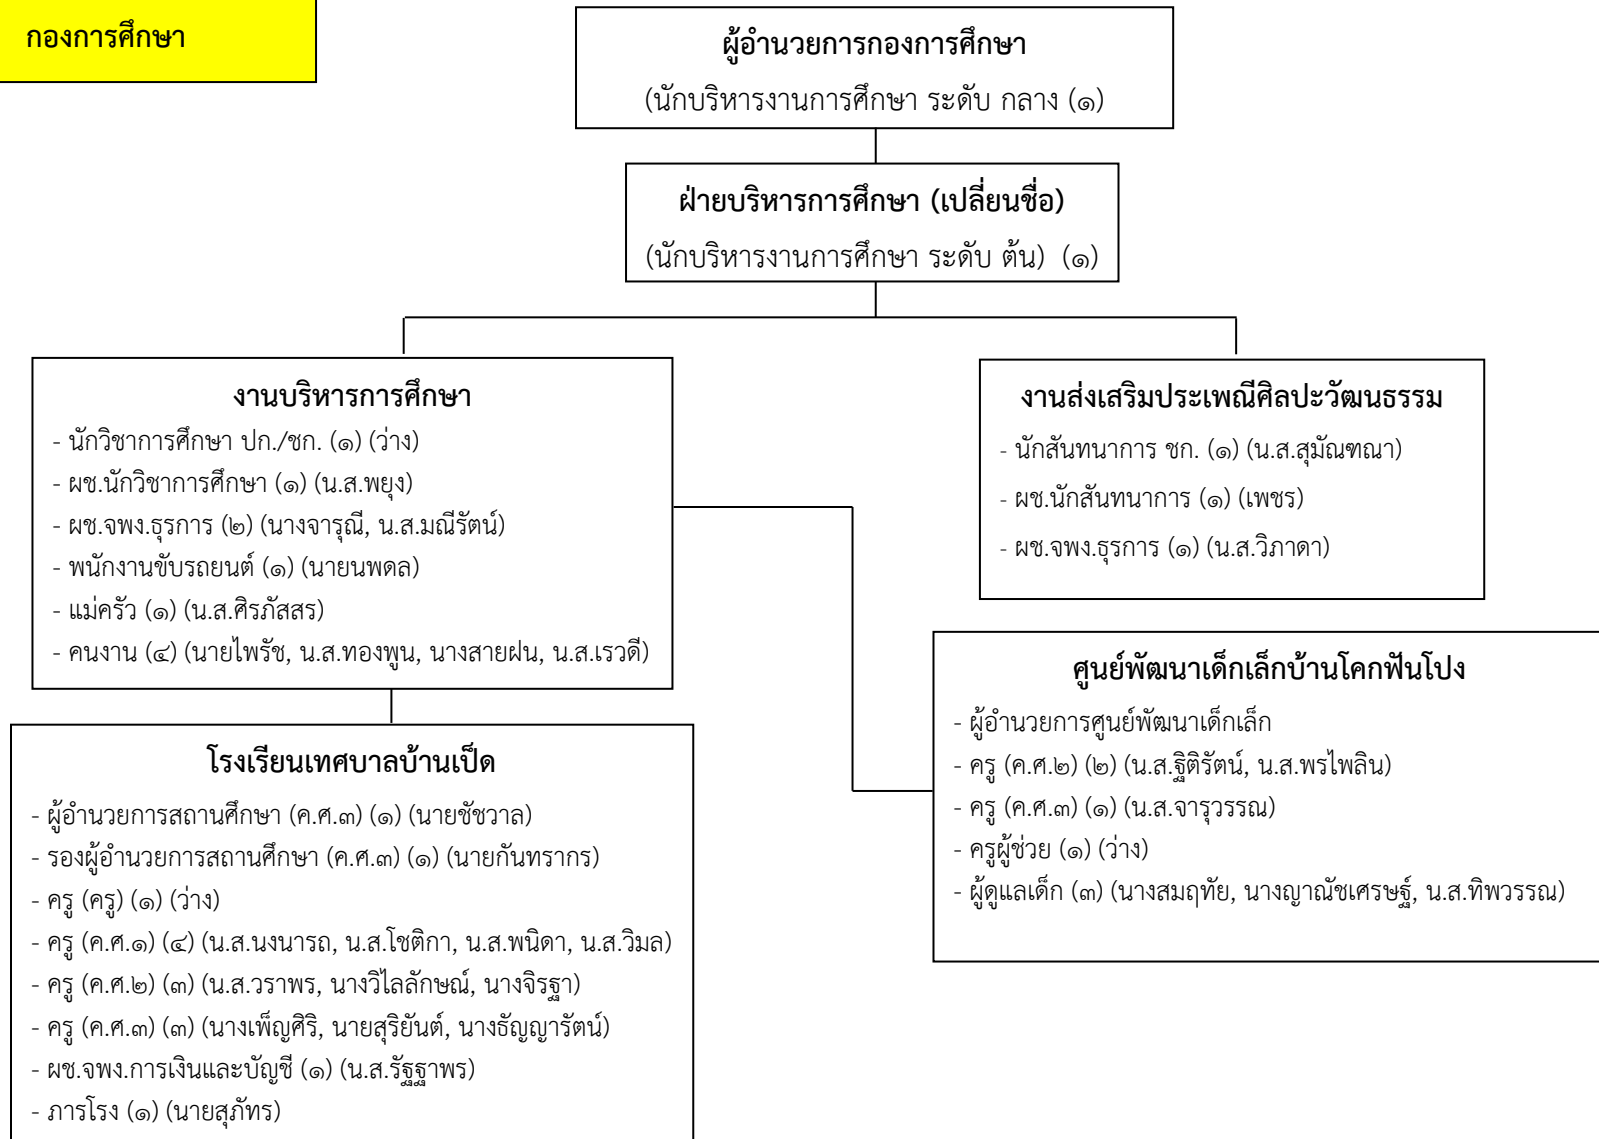 กองการศึกษา
ผู้อำนวยการกองการศึกษา
(นักบริหารงานการศึกษา ระดับ กลาง (๑)
ฝ่ายบริหารการศึกษา (เปลี่ยนชื่อ)
(นักบริหารงานการศึกษา ระดับ ต้น) (๑)
งานบริหารการศึกษา
- นักวิชาการศึกษา ปก./ชก. (๑) (ว่าง)
- ผช.นักวิชาการศึกษา (๑) (น.ส.พยุง)
- ผช.จพง.ธุรการ (๒) (นางจารุณี, น.ส.มณีรัตน์)
- พนักงานขับรถยนต์ (๑) (นายนพดล)
- แม่ครัว (๑) (น.ส.ศิรภัสสร)
- คนงาน (๔) (นายไพรัช, น.ส.ทองพูน, นางสายฝน, น.ส.เรวดี)
งานส่งเสริมประเพณีศิลปะวัฒนธรรม
- นักสันทนาการ ชก. (๑) (น.ส.สุมัณฑณา)
- ผช.นักสันทนาการ (๑) (เพชร)
- ผช.จพง.ธุรการ (๑) (น.ส.วิภาดา)
โรงเรียนเทศบาลบ้านเป็ด
- ผู้อำนวยการสถานศึกษา (ค.ศ.๓) (๑) (นายชัชวาล)
- รองผู้อำนวยการสถานศึกษา (ค.ศ.๓) (๑) (นายกันทรากร)
- ครู (ครู) (๑) (ว่าง)
- ครู (ค.ศ.๑) (๔) (น.ส.นงนารถ, น.ส.โชติกา, น.ส.พนิดา, น.ส.วิมล)
- ครู (ค.ศ.๒) (๓) (น.ส.วราพร, นางวิไลลักษณ์, นางจิรฐา)
- ครู (ค.ศ.๓) (๓) (นางเพ็ญศิริ, นายสุริยันต์, นางธัญญารัตน์)
- ผช.จพง.การเงินและบัญชี (๑) (น.ส.รัฐฐาพร)
- ภารโรง (๑) (นายสุภัทร)
ศูนย์พัฒนาเด็กเล็กบ้านโคกฟันโปง
- ผู้อำนวยการศูนย์พัฒนาเด็กเล็ก
- ครู (ค.ศ.๒) (๒) (น.ส.ฐิติรัตน์, น.ส.พรไพลิน)
- ครู (ค.ศ.๓) (๑) (น.ส.จารุวรรณ)
- ครูผู้ช่วย (๑) (ว่าง)
- ผู้ดูแลเด็ก (๓) (นางสมฤทัย, นางญาณัชเศรษฐ์, น.ส.ทิพวรรณ)